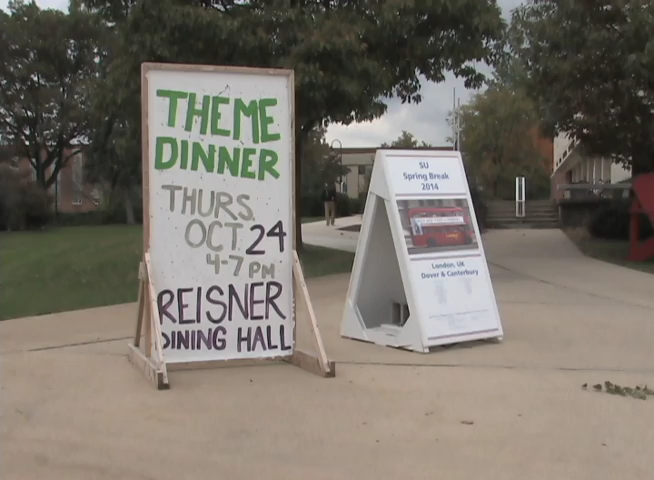 THEME
DINNER
THURS.
OCT. 24
4-7 PM
REISNER
DINING HALL
SU
Spring Break
2014
London, UK
Dover & Canterbury